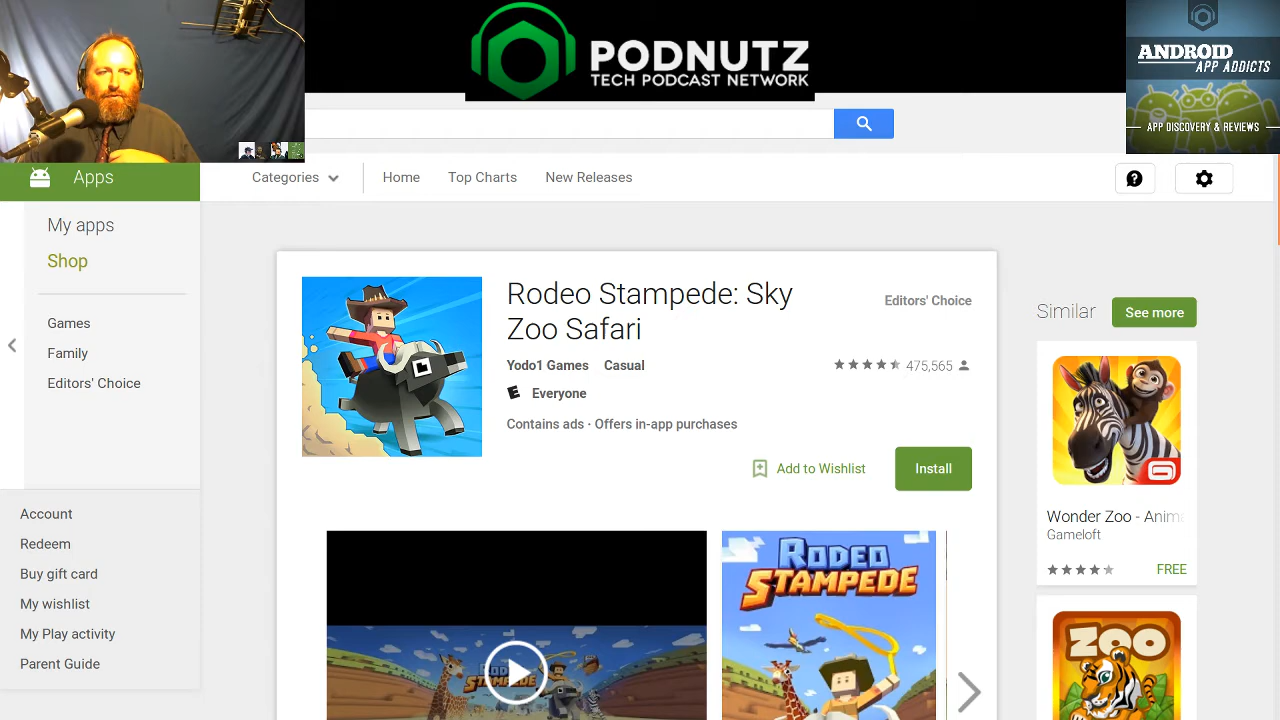 PODNUTZ
TECH PODCAST NETWORK
ANDROID
APP ADDICTS
APP DISCOVERY & REVIEWS
Apps
Categories
Home
Top Charts
New Releases
My apps
Shop
Games
Family
Editors' Choice
Account
Redeem
Buy gift card
My wishlist
My Play activity
Parent Guide
Rodeo Stampede: Sky
Zoo Safari
Editors' Choice
Yodo1 Games Casual
475,565
E Everyone
Contains ads · Offers in-app purchases
Add to Wishlist
Install
RODEO
STAMPEDE
RODEO
STAMPEDE
Similar
See more
Wonder Zoo - Anim
Gameloft
FREE
ZOO